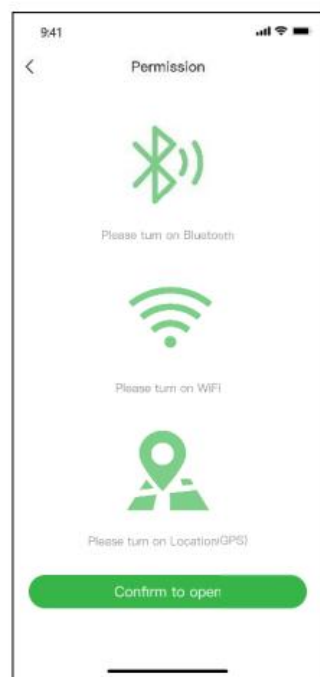 9:41
Permission
Please turn on Bluetooth
Please turn on WiFi
Please turn on Location(GPS)
Confirm to open